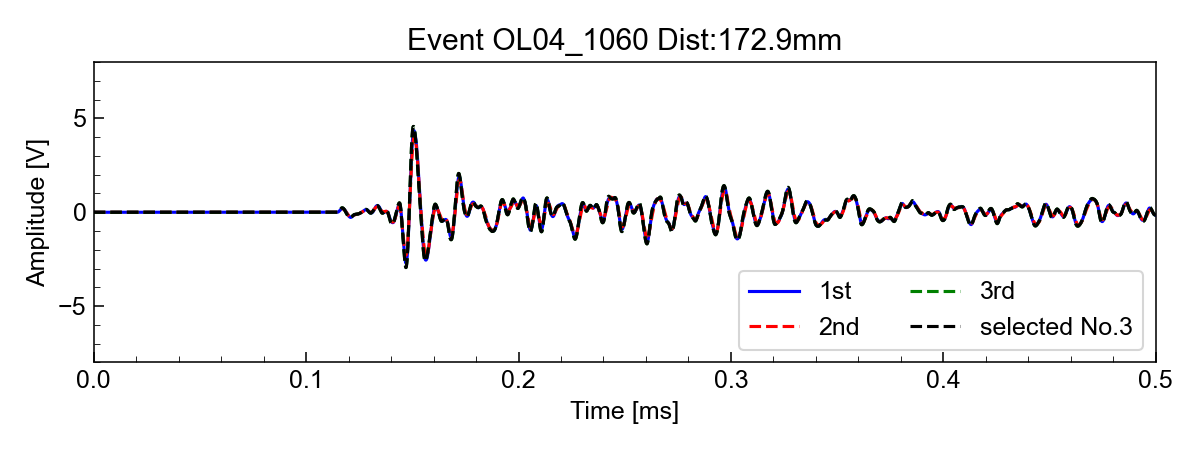 Event OL04_1060 Dist:172.9mm
Amplitude [V]
5
0
−5
1st
2nd
3rd
selected No.3
0.0 0.1 0.2 0.3 0.4 0.5
Time [ms]